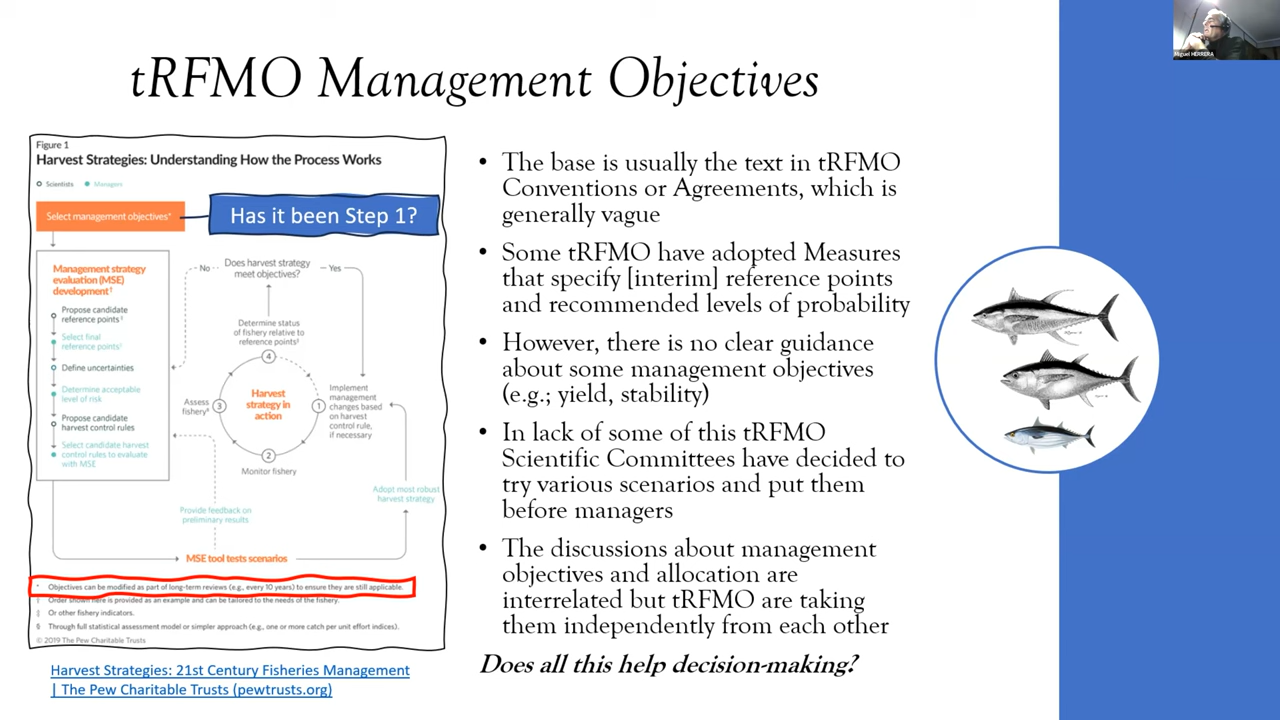 Miguel HERRERA
tRFMO Management Objectives
Figure 1
Harvest Strategies: Understanding How the Process Works
Scientists
Managers
Select management objectives*
Has it been Step 1?
Management strategy
evaluation (MSE)
development†
Propose candidate
reference points‡
Select final
reference points‡
Define uncertainties
Determine acceptable
level of risk
Propose candidate
harvest control rules
Select candidate harvest
control rules to evaluate
with MSE
No
Does harvest strategy
meet objectives?
Yes
Determine status
of fishery relative to
reference points‡
4
Assess
fishery§
3
Harvest
strategy in
action
1
Implement
management
changes based
on harvest
control rule,
if necessary
2
Monitor fishery
Provide feedback on
preliminary results
Adopt most robust
harvest strategy
MSE tool tests scenarios
* Objectives can be modified as part of long-term reviews (e.g., every 10 years) to ensure they are still applicable.
† Order shown here is provided as an example and can be tailored to the needs of the fishery.
‡ Or other fishery indicators.
§ Through full statistical assessment model or simpler approach (e.g., one or more catch per unit effort indices).
© 2019 The Pew Charitable Trusts
Harvest Strategies: 21st Century Fisheries Management
| The Pew Charitable Trusts (pewtrusts.org)
• The base is usually the text in tRFMO
Conventions or Agreements, which is
generally vague
• Some tRFMO have adopted Measures
that specify [interim] reference points
and recommended levels of probability
• However, there is no clear guidance
about some management objectives
(e.g.; yield, stability)
• In lack of some of this tRFMO
Scientific Committees have decided to
try various scenarios and put them
before managers
• The discussions about management
objectives and allocation are
interrelated but tRFMO are taking
them independently from each other
Does all this help decision-making?